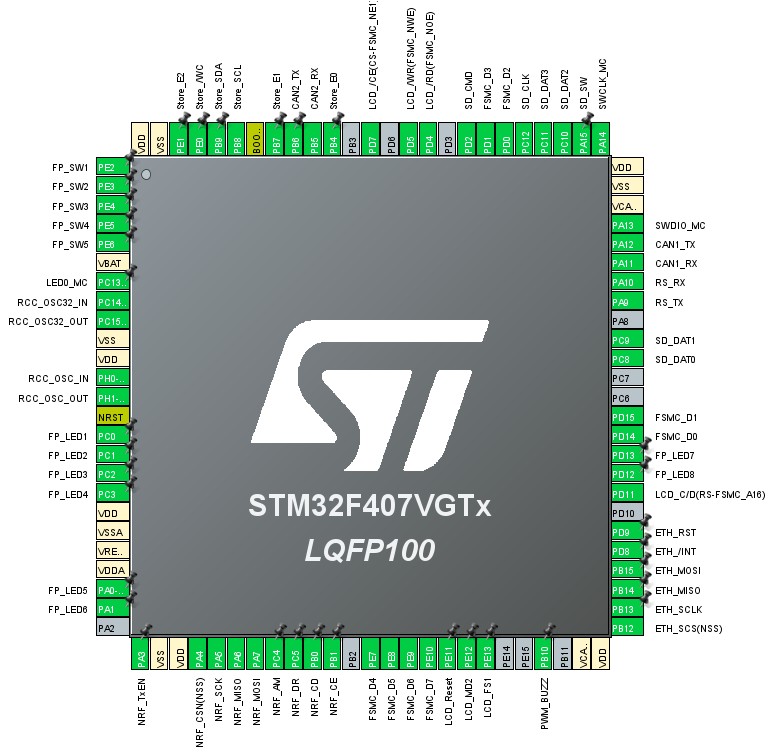 Store_E2
Store_/WC
Store_SDA
Store_SCL
Store_E1
CAN2_TX
CAN2_RX
Store_E0
LCD_/CE(CS-FSMC_NE1)
LCD_/WR(FSMC_NWE)
LCD_/RD(FSMC_NOE)
SD_CMD
FSMC_D3
FSMC_D2
SD_CLK
SD_DAT3
SD_DAT2
SD_SW
SWCLK_MC
VDD
VSS
PE1
PE0
PB9
PB8
BOO..
PB7
PB6
PB5
PB4
PB3
PD7
PD6
PD5
PD4
PD3
PD2
PD1
PD0
PC12
PC11
PC10
PA15
PA14
FP_SW1 PE2
FP_SW2 PE3
FP_SW3 PE4
FP_SW4 PE5
FP_SW5 PE6
VBAT
LED0_MC PC13..
RCC_OSC32_IN PC14..
RCC_OSC32_OUT PC15..
VSS
VDD
RCC_OSC_IN PH0-..
RCC_OSC_OUT PH1-..
NRST
FP_LED1 PC0
FP_LED2 PC1
FP_LED3 PC2
FP_LED4 PC3
VDD
VSSA
VRE..
VDDA
FP_LED5 PA0-..
FP_LED6 PA1
PA2
ST
STM32F407VGTx
LQFP100
VDD
VSS
VCA..
PA13 SWDIO_MC
PA12 CAN1_TX
PA11 CAN1_RX
PA10 RS_RX
PA9 RS_TX
PA8
PC9 SD_DAT1
PC8 SD_DAT0
PC7
PC6
PD15 FSMC_D1
PD14 FSMC_D0
PD13 FP_LED7
PD12 FP_LED8
PD11 LCD_C/D(RS-FSMC_A16)
PD10
PD9 ETH_RST
PD8 ETH_/INT
PB15 ETH_MOSI
PB14 ETH_MISO
PB13 ETH_SCLK
PB12 ETH_SCS(NSS)
PA3
VSS
VDD
PA4
PA5
PA6
PA7
PC4
PC5
PB0
PB1
PB2
PE7
PE8
PE9
PE10
PE11
PE12
PE13
PE14
PE15
PB10
PB11
VCA..
VDD
NRF_TxEN
NRF_CSN(NSS)
NRF_SCK
NRF_MISO
NRF_MOSI
NRF_AM
NRF_DR
NRF_CD
NRF_CE
FSMC_D4
FSMC_D5
FSMC_D6
FSMC_D7
LCD_Reset
LCD_MD2
LCD_FS1
PWM_BUZZ